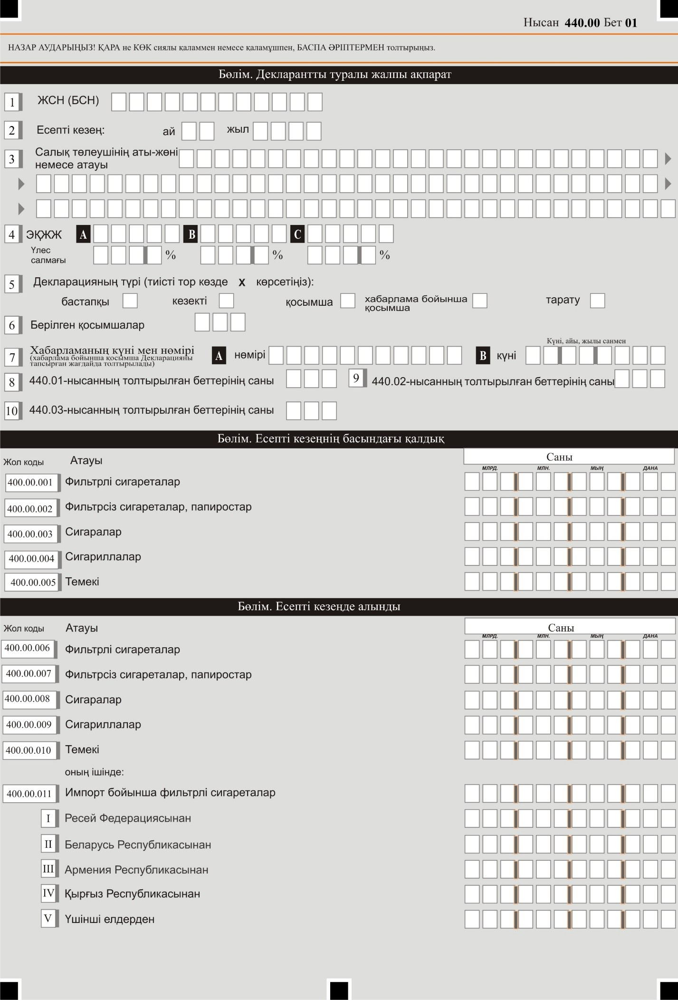 Нысан 440.00 Бет 01
НАЗАР АУДАРЫҢЫЗ! ҚАРА не КӨК сиялы қаламмен немесе қаламұшпен, БАСПА ӘРІПТЕРМЕН толтырыңыз.
Бөлім. Декларантты туралы жалпы ақпарат
1 ЖСН (БСН)
2 Есепті кезең: ай жыл
3 Салық төлеушінің аты-жөні
немесе атауы
4 ЭҚЖЖ A B C
Үлес
салмағы % % %
5 Декларацияның түрі (тиісті тор көзде X көрсетіңіз):
бастапқы кезекті қосымша хабарлама бойынша
қосымша тарату
6 Берілген қосымшалар
Күні, айы, жылы санмен
7 Хабарламаның күні мен нөмірі A нөмірі B күні
(хабарлама бойынша қосымша Декларацияны
тапсырған жағдайда толтырылады)
8 440.01-нысанның толтырылған беттерінің саны 9 440.02-нысанның толтырылған беттерінің саны
10 440.03-нысанның толтырылған беттерінің саны
Бөлім. Есепті кезеңнің басындағы қалдық
Жол коды Атауы Саны
МЛРД. МЛН. МЫҢ ДАНА
400.00.001 Фильтрлі сигареталар
400.00.002 Фильтрсіз сигареталар, папиростар
400.00.003 Сигаралар
400.00.004 Сигариллалар
400.00.005 Темекі
Бөлім. Есепті кезеңде алынды
Жол коды Атауы Саны
МЛРД. МЛН. МЫҢ ДАНА
400.00.006 Фильтрлі сигареталар
400.00.007 Фильтрсіз сигареталар, папиростар
400.00.008 Сигаралар
400.00.009 Сигариллалар
400.00.010 Темекі
оның ішінде:
400.00.011 Импорт бойынша фильтрлі сигареталар
I Ресей Федерациясынан
II Беларусь Республикасынан
III Армения Республикасынан
IV Қырғыз Республикасынан
V Үшінші елдерден